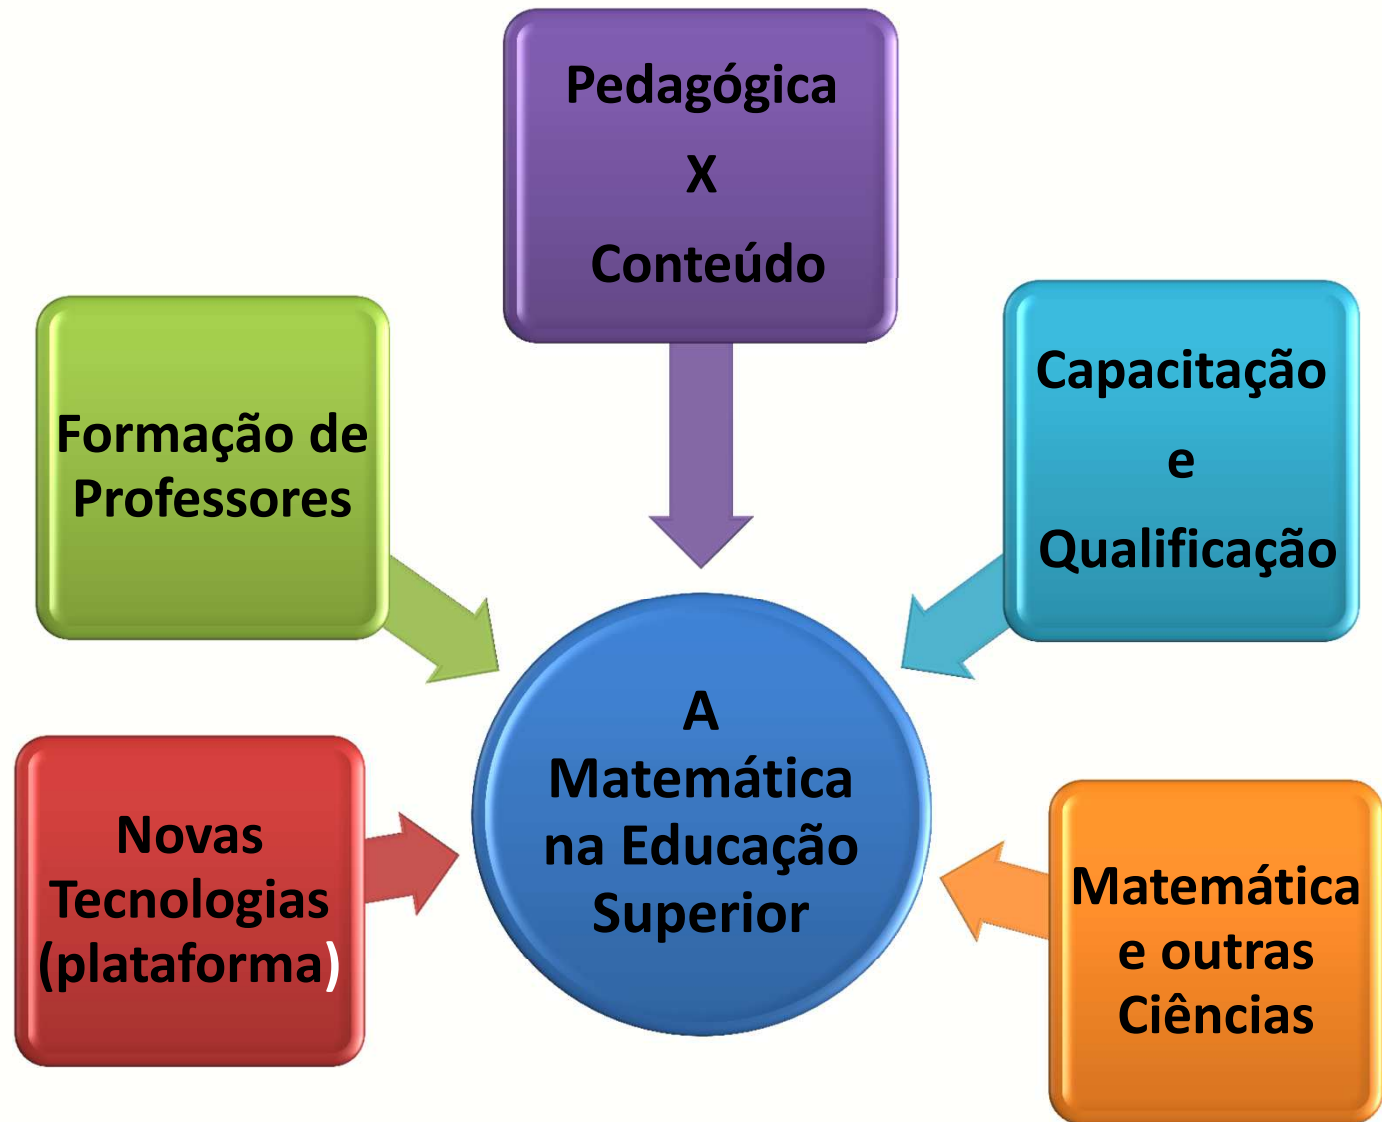 Pedagógica
X
Conteúdo
Formação de
Professores
Capacitação
e
Qualificação
Novas
Tecnologias
(plataforma)
A
Matemática
na Educação
Superior
Matemática
e outras
Ciências